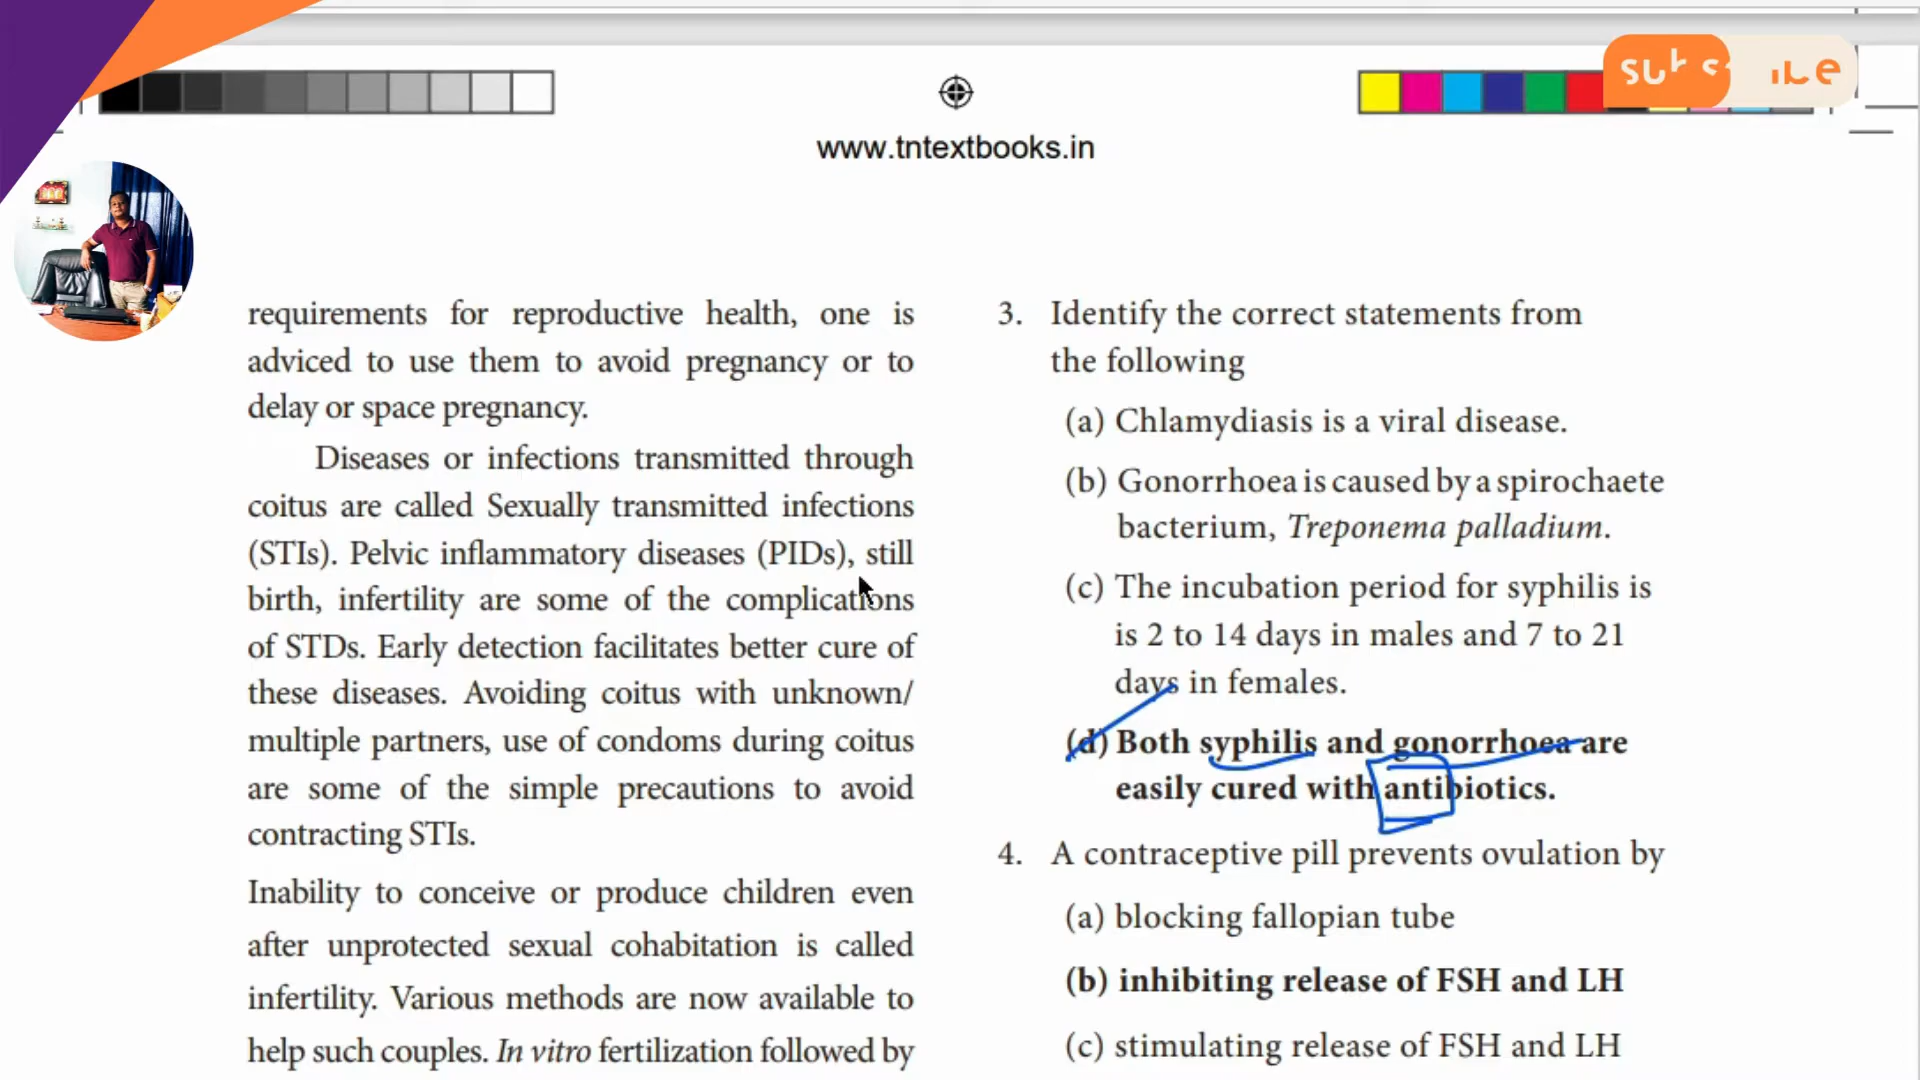 www.tntextbooks.in
requirements for reproductive health, one is
adviced to use them to avoid pregnancy or to
delay or space pregnancy.
Diseases or infections transmitted through
coitus are called Sexually transmitted infections
(STIs). Pelvic inflammatory diseases (PIDs), still
birth, infertility are some of the complications
of STDs. Early detection facilitates better cure of
these diseases. Avoiding coitus with unknown/
multiple partners, use of condoms during coitus
are some of the simple precautions to avoid
contracting STIs.
Inability to conceive or produce children even
after unprotected sexual cohabitation is called
infertility. Various methods are now available to
help such couples. In vitro fertilization followed by
3. Identify the correct statements from
the following
(a) Chlamydiasis is a viral disease.
(b) Gonorrhoea is caused by a spirochaete
bacterium, Treponema palladium.
(c) The incubation period for syphilis is
is 2 to 14 days in males and 7 to 21
days in females.
(d) Both syphilis and gonorrhoea are
easily cured with antibiotics.
4. A contraceptive pill prevents ovulation by
(a) blocking fallopian tube
(b) inhibiting release of FSH and LH
(c) stimulating release of FSH and LH